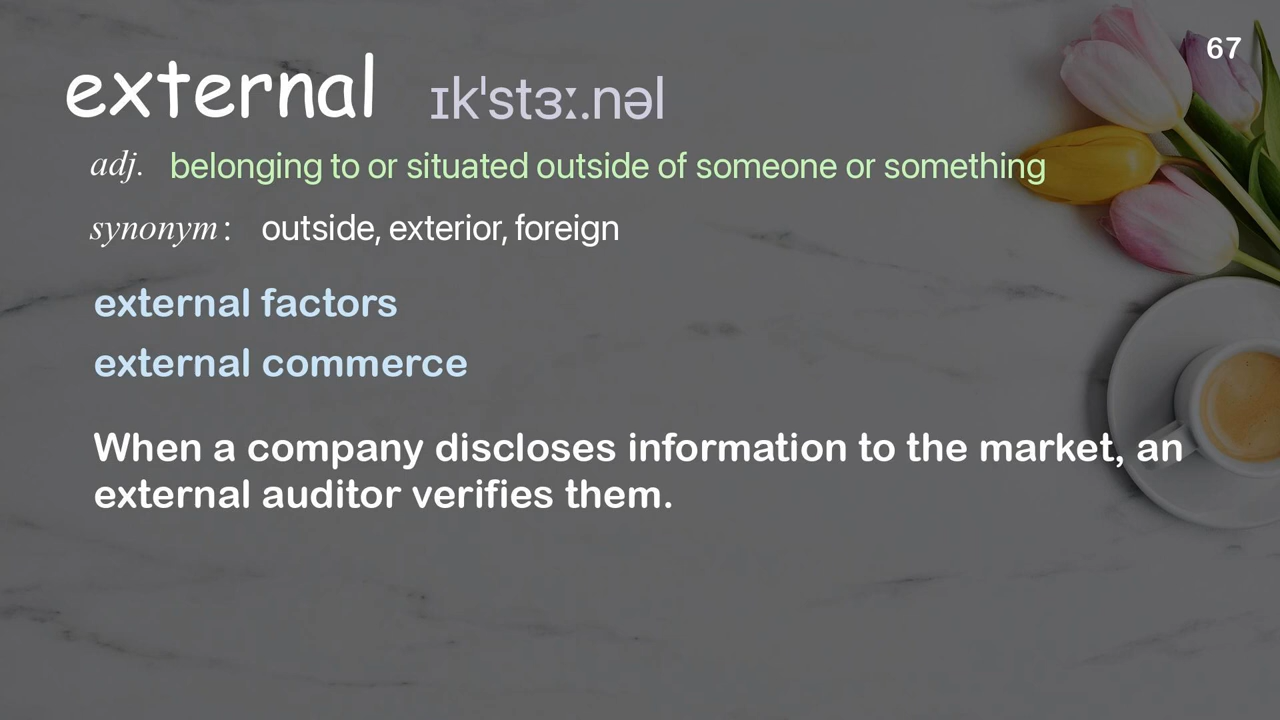 67
external ɪkˈstɜː.nəl
adj. belonging to or situated outside of someone or something
synonym: outside, exterior, foreign
external factors
external commerce
When a company discloses information to the market, an
external auditor verifies them.